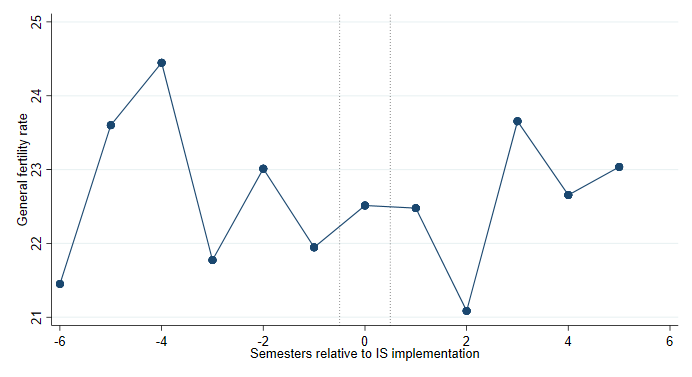 25
24
23
22
21
General fertility rate
-6 -4 -2 0 2 4 6
Semesters relative to IS implementation